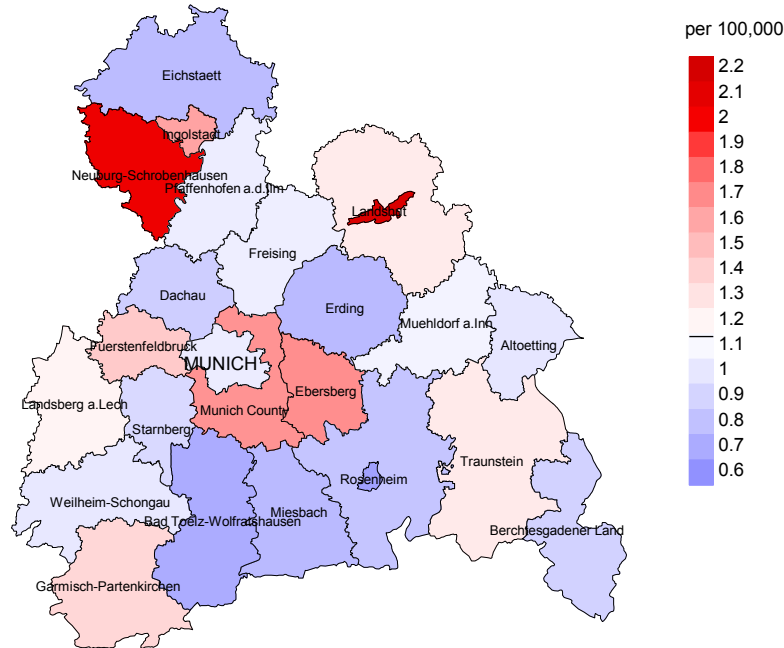 per 100,000
2.2
2.1
2
1.9
1.8
1.7
1.6
1.5
1.4
1.3
1.2
1.1
1
0.9
0.8
0.7
0.6
Eichstaett
Ingolstadt
Neuburg-Schrobenhausen
Pfaffenhofen a.d.Ilm
Landshut
Freising
Dachau
Erding
Muehldorf a.Inn
Altoetting
Fuerstenfeldbruck
MUNICH
Ebersberg
Landsberg a.Lech
Munich County
Starnberg
Traunstein
Rosenheim
Weilheim-Schongau
Miesbach
Bad Toelz-Wolfratshausen
Berchtesgadener Land
Garmisch-Partenkirchen